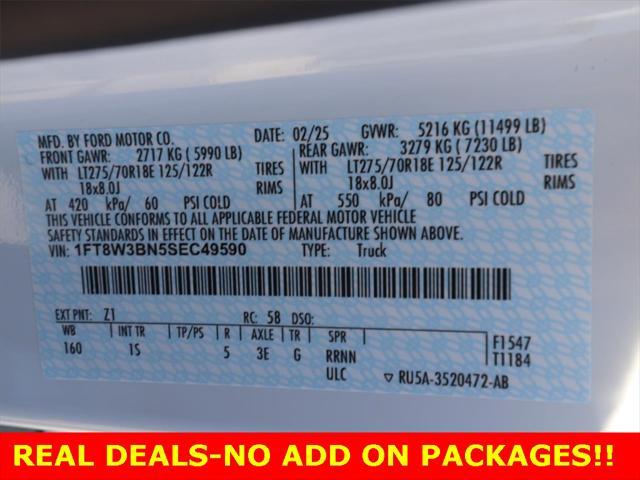 MFD. BY FORD MOTOR CO. DATE: 02/25 GVWR: 5216 KG (11499 LB)
FRONT GAWR: 2717 KG ( 5990 LB) REAR GAWR: 3279 KG ( 7230 LB)
WITH LT275/70R18E 125/122R TIRES WITH LT275/70R18E 125/122R TIRES
18x8.0J RIMS 18x8.0J RIMS
AT 420 kPa/ 60 PSI COLD AT 550 kPa/ 80 PSI COLD
THIS VEHICLE CONFORMS TO ALL APPLICABLE FEDERAL MOTOR VEHICLE
SAFETY STANDARDS IN EFFECT ON THE DATE OF MANUFACTURE SHOWN ABOVE.
VIN: 1FT8W3BN5SEC49590 TYPE: Truck
EXT PNT: Z1 RC: 58 DSO:
WB INT TR TP/PS R AXLE TR SPR F1547
160 1S 5 3E G RRNN T1184
ULC ▽ RU5A-3520472-AB
REAL DEALS-NO ADD ON PACKAGES!!